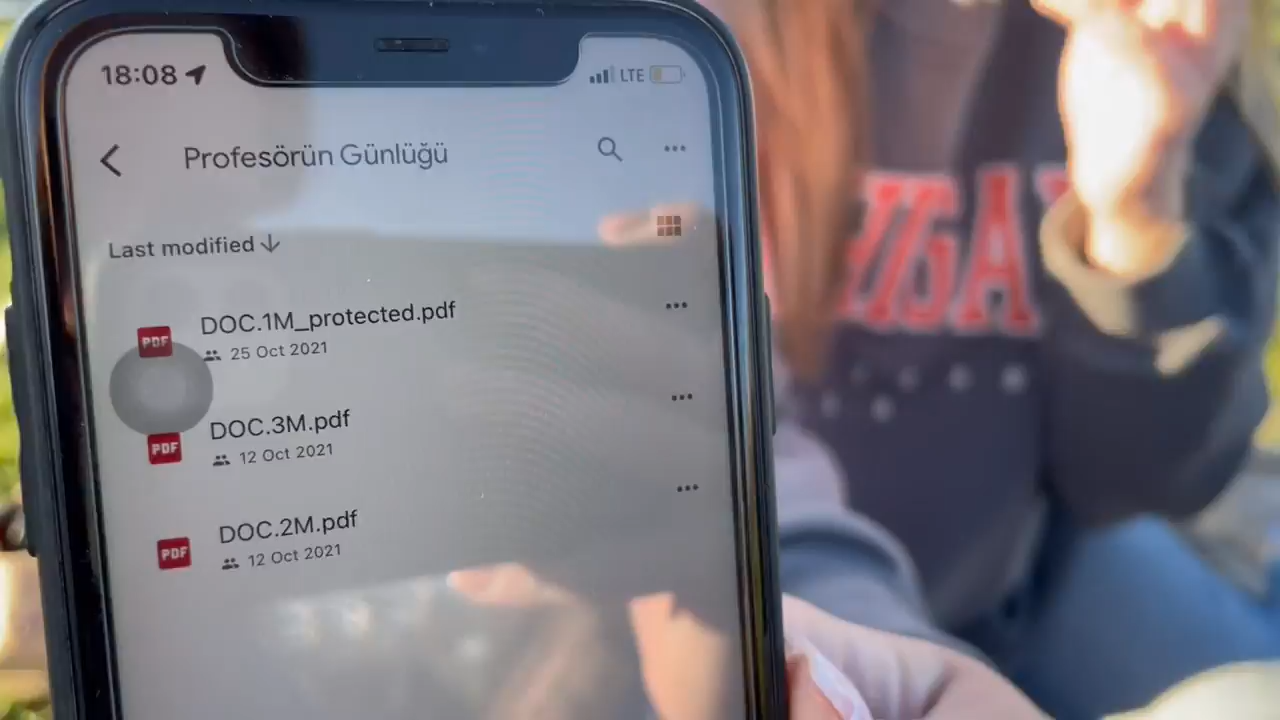 18:08
LTE
Profesörün Günlüğü
Last modified
PDF
DOC.1M_protected.pdf
25 Oct 2021
PDF
DOC.3M.pdf
12 Oct 2021
PDF
DOC.2M.pdf
12 Oct 2021